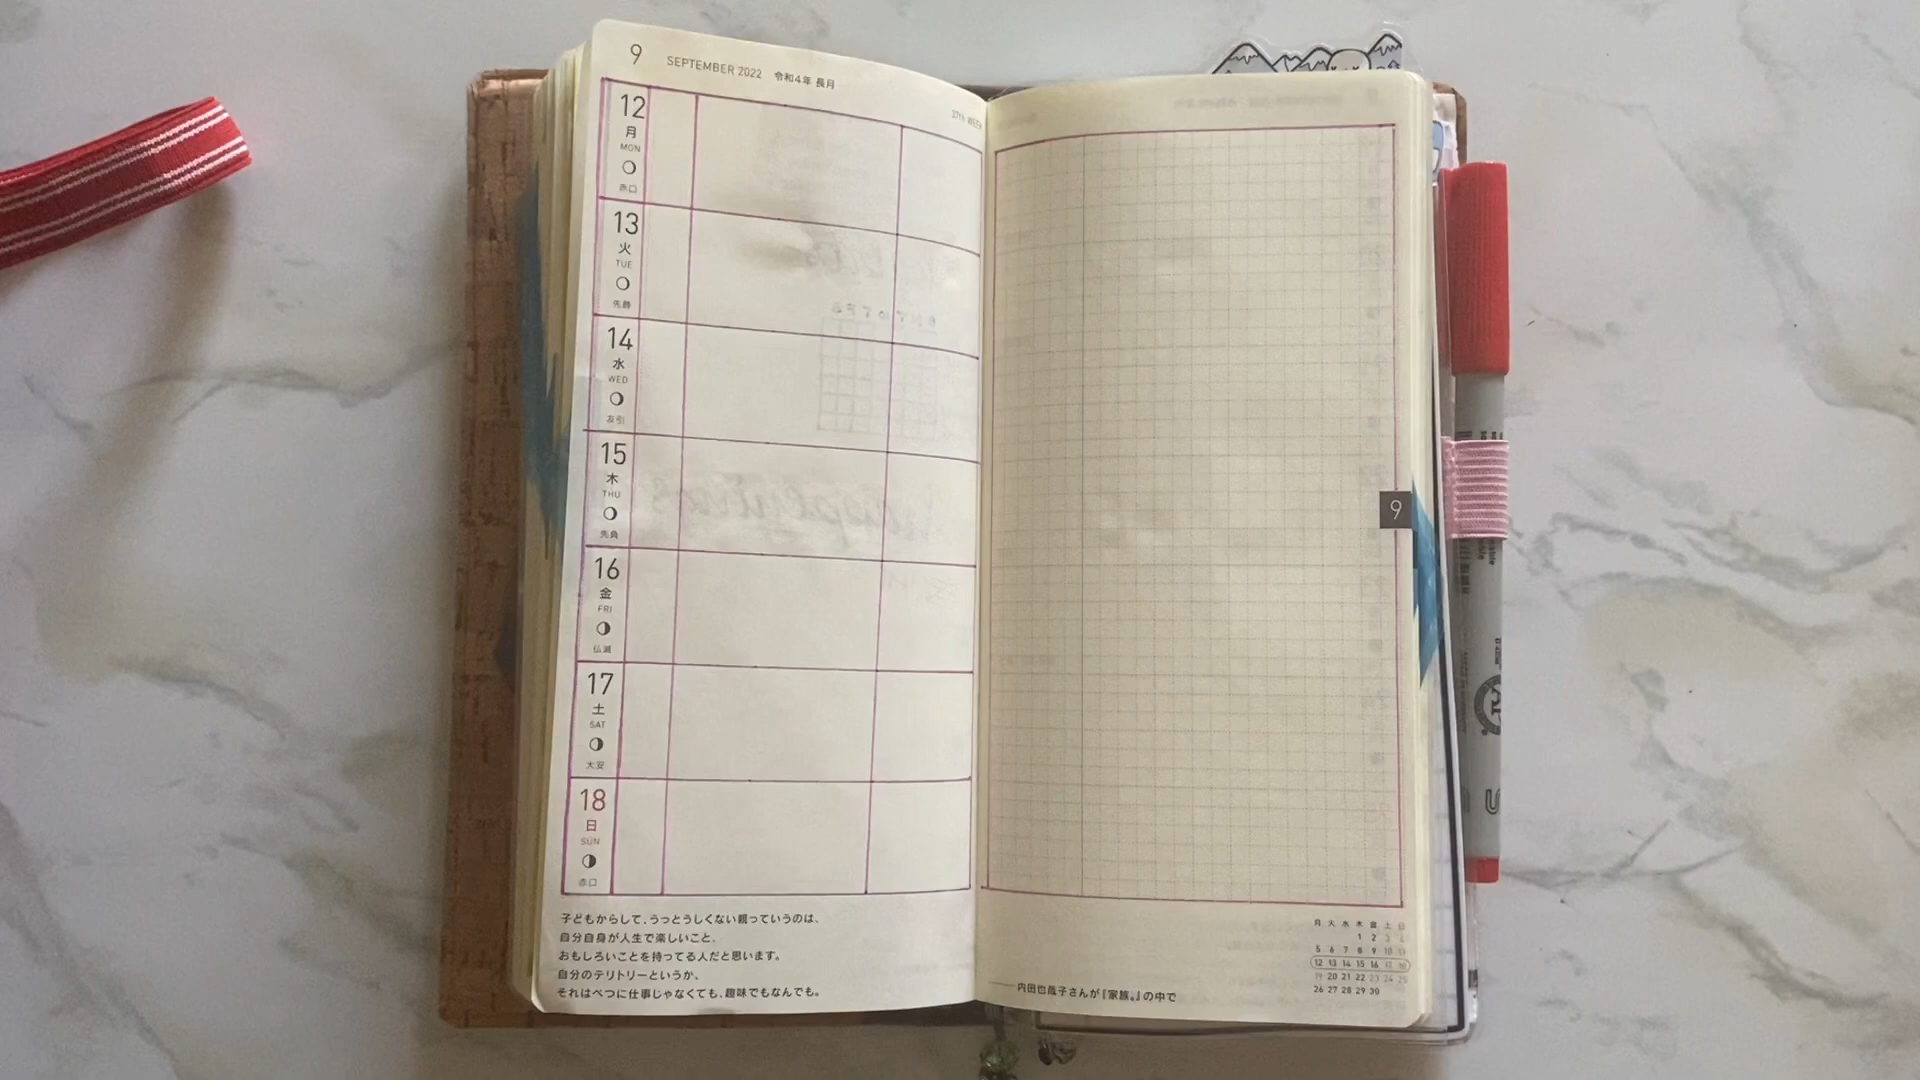 9 SEPTEMBER 2022 令和4年 長月
37th WEEK
12
月
MON
赤口
13
火
TUE
先勝
14
水
WED
友引
15
木
THU
先負
16
金
FRI
仏滅
17
土
SAT
大安
18
日
SUN
赤口
子どもからして、うっとうしくない親っていうのは、
自分自身が人生で楽しいこと、
おもしろいことを持ってる人だと思います。
自分のテリトリーというか、
それはべつに仕事じゃなくても、趣味でもなんでも。
9
——内田也哉子さんが『家族。』の中で
月 火 水 木 金 土 日
1 2 3 4
5 6 7 8 9 10 11
12 13 14 15 16 17 18
19 20 21 22 23 24 25
26 27 28 29 30